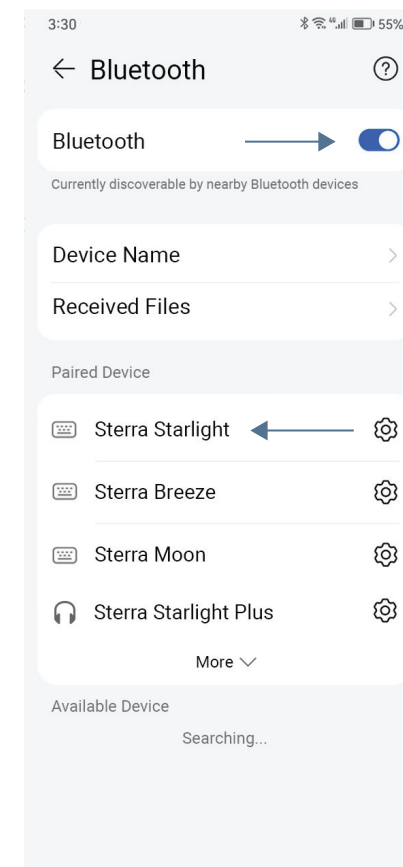 3:30 4G 55%
Bluetooth
Bluetooth
Currently discoverable by nearby Bluetooth devices
Device Name
Received Files
Paired Device
Sterra Starlight
Sterra Breeze
Sterra Moon
Sterra Starlight Plus
More
Available Device
Searching...